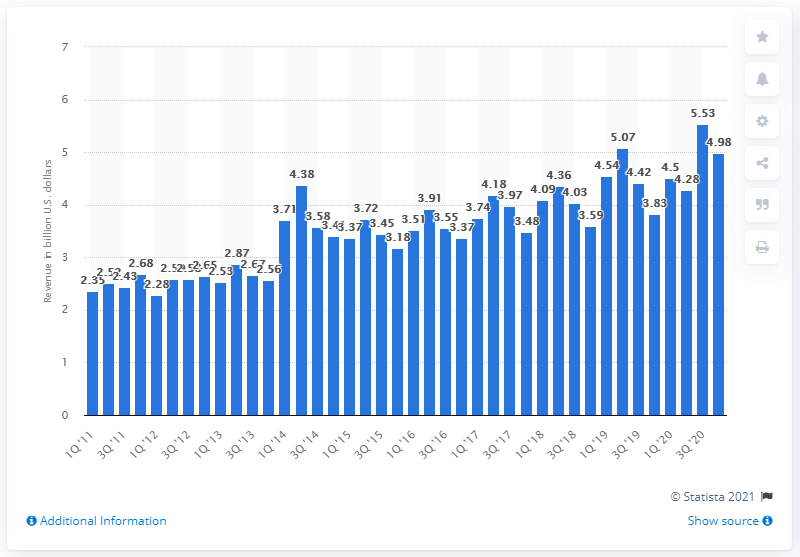 7
6
5
4
3
2
1
0
Revenue in billion U.S. dollars
2.35
2.43
2.68
2.28
2.65
2.53
2.87
2.67
2.56
3.71
4.38
3.58
3.37
3.72
3.45
3.18
3.51
3.91
3.55
3.37
3.74
4.18
3.97
3.48
4.09
4.36
4.03
3.59
4.54
5.07
4.42
3.83
4.5
4.28
5.53
4.98
1Q '11
3Q '11
1Q '12
3Q '12
1Q '13
3Q '13
1Q '14
3Q '14
1Q '15
3Q '15
1Q '16
3Q '16
1Q '17
3Q '17
1Q '18
3Q '18
1Q '19
3Q '19
1Q '20
3Q '20
© Statista 2021
Additional Information
Show source